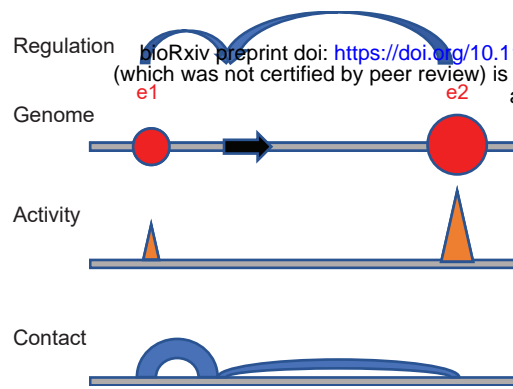 Regulation
bioRxiv preprint doi: https://doi.org/10.1
(which was not certified by peer review) is
e1 e2
Genome
Activity
Contact